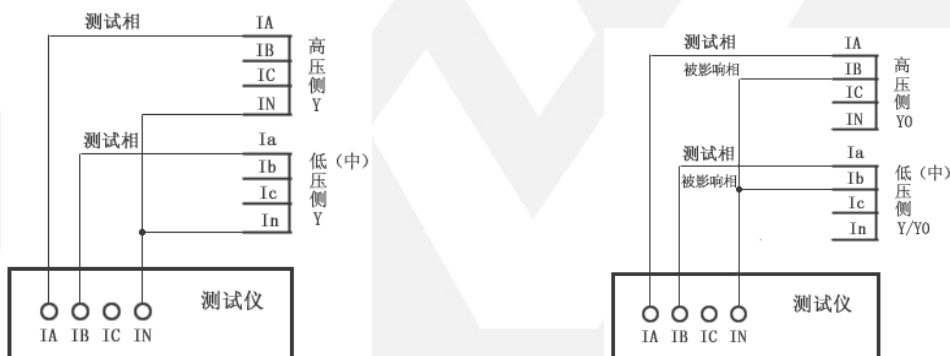 测试相
IA
IB
IC
IN
高
压
侧
Y
测试相
Ia
Ib
Ic
In
低（中）
压
侧
Y
测试仪
IA IB IC IN
测试相
被影响相
IA
IB
IC
IN
高
压
侧
Y0
测试相
被影响相
Ia
Ib
Ic
In
低（中）
压
侧
Y/Y0
测试仪
IA IB IC IN